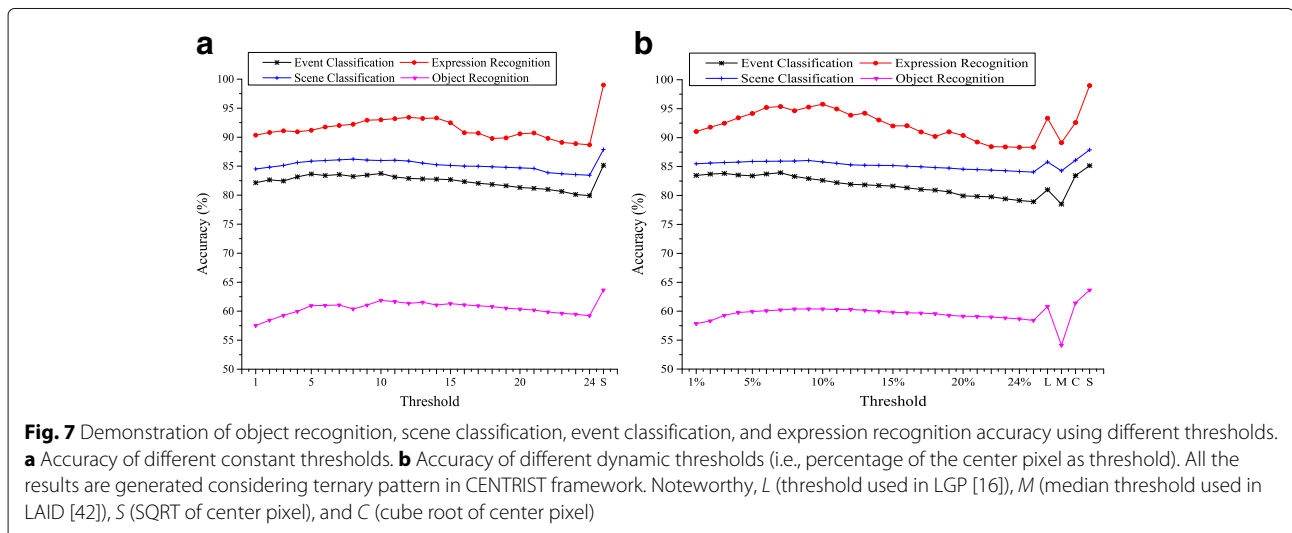 a
b
Event Classification Expression Recognition
Scene Classification Object Recognition
Event Classification Expression Recognition
Scene Classification Object Recognition
100
95
90
85
80
75
70
65
60
55
50
Accuracy (%)
1 5 10 15 20 24 S
Threshold
100
95
90
85
80
75
70
65
60
55
50
Accuracy (%)
1% 5% 10% 15% 20% 24% L M C S
Threshold
Fig. 7 Demonstration of object recognition, scene classification, event classification, and expression recognition accuracy using different thresholds.
a Accuracy of different constant thresholds. b Accuracy of different dynamic thresholds (i.e., percentage of the center pixel as threshold). All the
results are generated considering ternary pattern in CENTRIST framework. Noteworthy, L (threshold used in LGP [16]), M (median threshold used in
LAID [42]), S (SQRT of center pixel), and C (cube root of center pixel)